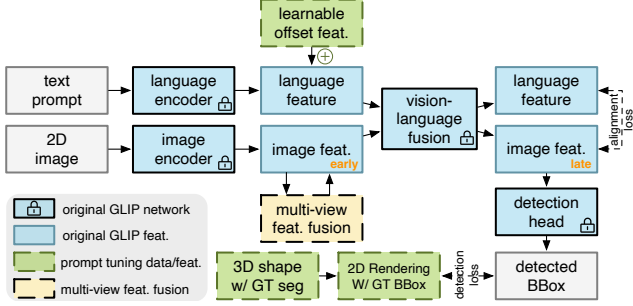 learnable
offset feat.
text
prompt
language
encoder
language
feature
vision-
language
fusion
language
feature
alignment
loss
2D
image
image
encoder
image feat.
early
image feat.
late
multi-view
feat. fusion
detection
head
original GLIP network
original GLIP feat.
prompt tuning data/feat.
multi-view feat. fusion
3D shape
w/ GT seg
2D Rendering
W/ GT BBox
detection
loss
detected
BBox